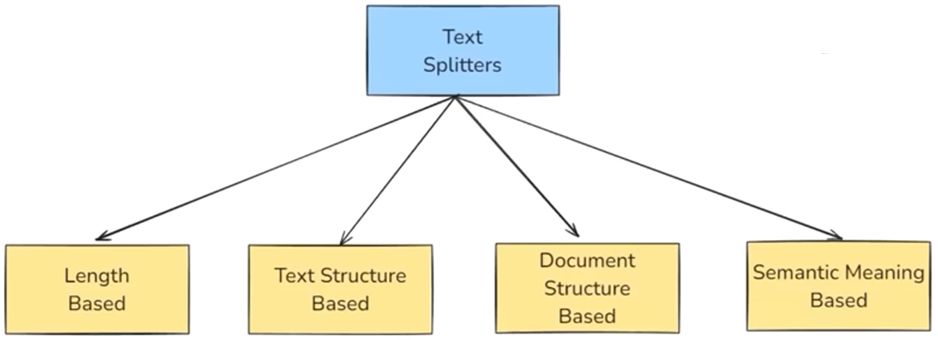 Text
Splitters
Length
Based
Text Structure
Based
Document
Structure
Based
Semantic Meaning
Based